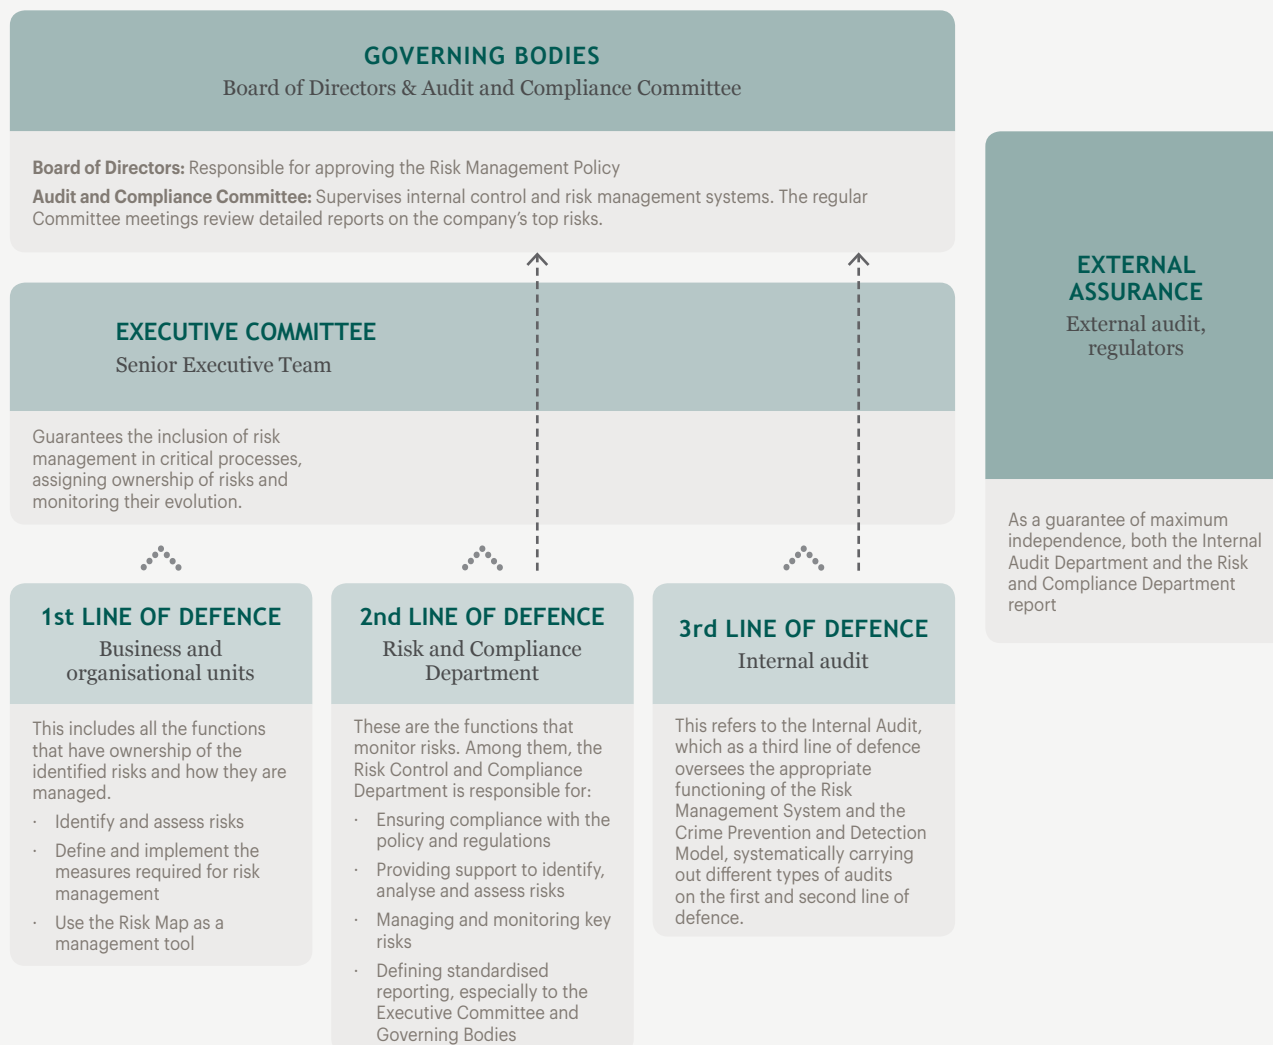 GOVERNING BODIES
Board of Directors & Audit and Compliance Committee
Board of Directors: Responsible for approving the Risk Management Policy
Audit and Compliance Committee: Supervises internal control and risk management systems. The regular
Committee meetings review detailed reports on the company’s top risks.
EXECUTIVE COMMITTEE
Senior Executive Team
Guarantees the inclusion of risk
management in critical processes,
assigning ownership of risks and
monitoring their evolution.
1st LINE OF DEFENCE
Business and
organisational units
This includes all the functions
that have ownership of the
identified risks and how they are
managed.
· Identify and assess risks
· Define and implement the
measures required for risk
management
· Use the Risk Map as a
management tool
2nd LINE OF DEFENCE
Risk and Compliance
Department
These are the functions that
monitor risks. Among them, the
Risk Control and Compliance
Department is responsible for:
· Ensuring compliance with the
policy and regulations
· Providing support to identify,
analyse and assess risks
· Managing and monitoring key
risks
· Defining standardised
reporting, especially to the
Executive Committee and
Governing Bodies
3rd LINE OF DEFENCE
Internal audit
This refers to the Internal Audit,
which as a third line of defence
oversees the appropriate
functioning of the Risk
Management System and the
Crime Prevention and Detection
Model, systematically carrying
out different types of audits
on the first and second line of
defence.
EXTERNAL
ASSURANCE
External audit,
regulators
As a guarantee of maximum
independence, both the Internal
Audit Department and the Risk
and Compliance Department
report